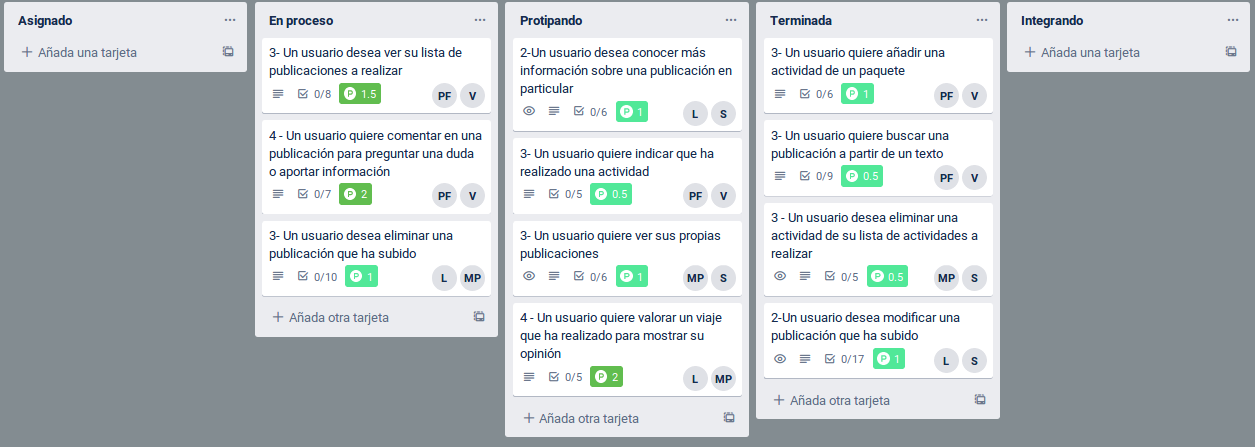 Asignado
Añada una tarjeta
En proceso
3- Un usuario desea ver su lista de
publicaciones a realizar
0/8 P 1.5 PF V
4 - Un usuario quiere comentar en una
publicación para preguntar una duda
o aportar información
0/7 P 2 PF V
3- Un usuario desea eliminar una
publicación que ha subido
0/10 P 1 L MP
Añada otra tarjeta
Protipando
2-Un usuario desea conocer más
información sobre una publicación en
particular
0/6 P 1 L S
3- Un usuario quiere indicar que ha
realizado una actividad
0/5 P 0.5 PF V
3- Un usuario quiere ver sus propias
publicaciones
0/6 P 1 MP S
4 - Un usuario quiere valorar un viaje
que ha realizado para mostrar su
opinión
0/5 P 2 L MP
Añada otra tarjeta
Terminada
3- Un usuario quiere añadir una
actividad de un paquete
0/6 P 1 PF V
3- Un usuario quiere buscar una
publicación a partir de un texto
0/9 P 0.5 PF V
3 - Un usuario desea eliminar una
actividad de su lista de actividades a
realizar
0/5 P 0.5 MP S
2-Un usuario desea modificar una
publicación que ha subido
0/17 P 1 L S
Añada otra tarjeta
Integrando
Añada una tarjeta